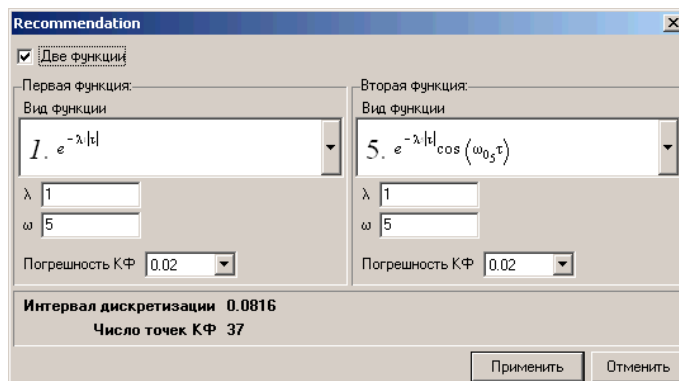 Recommendation
Две функции
Первая функция:
Вид функции
1. e^{-λ·|τ|}
λ 1
ω 5
Погрешность КФ 0.02
Вторая функция:
Вид функции
5. e^{-λ·|τ|} cos (ω_{0_5} τ)
λ 1
ω 5
Погрешность КФ 0.02
Интервал дискретизации 0.0816
Число точек КФ 37
Применить
Отменить